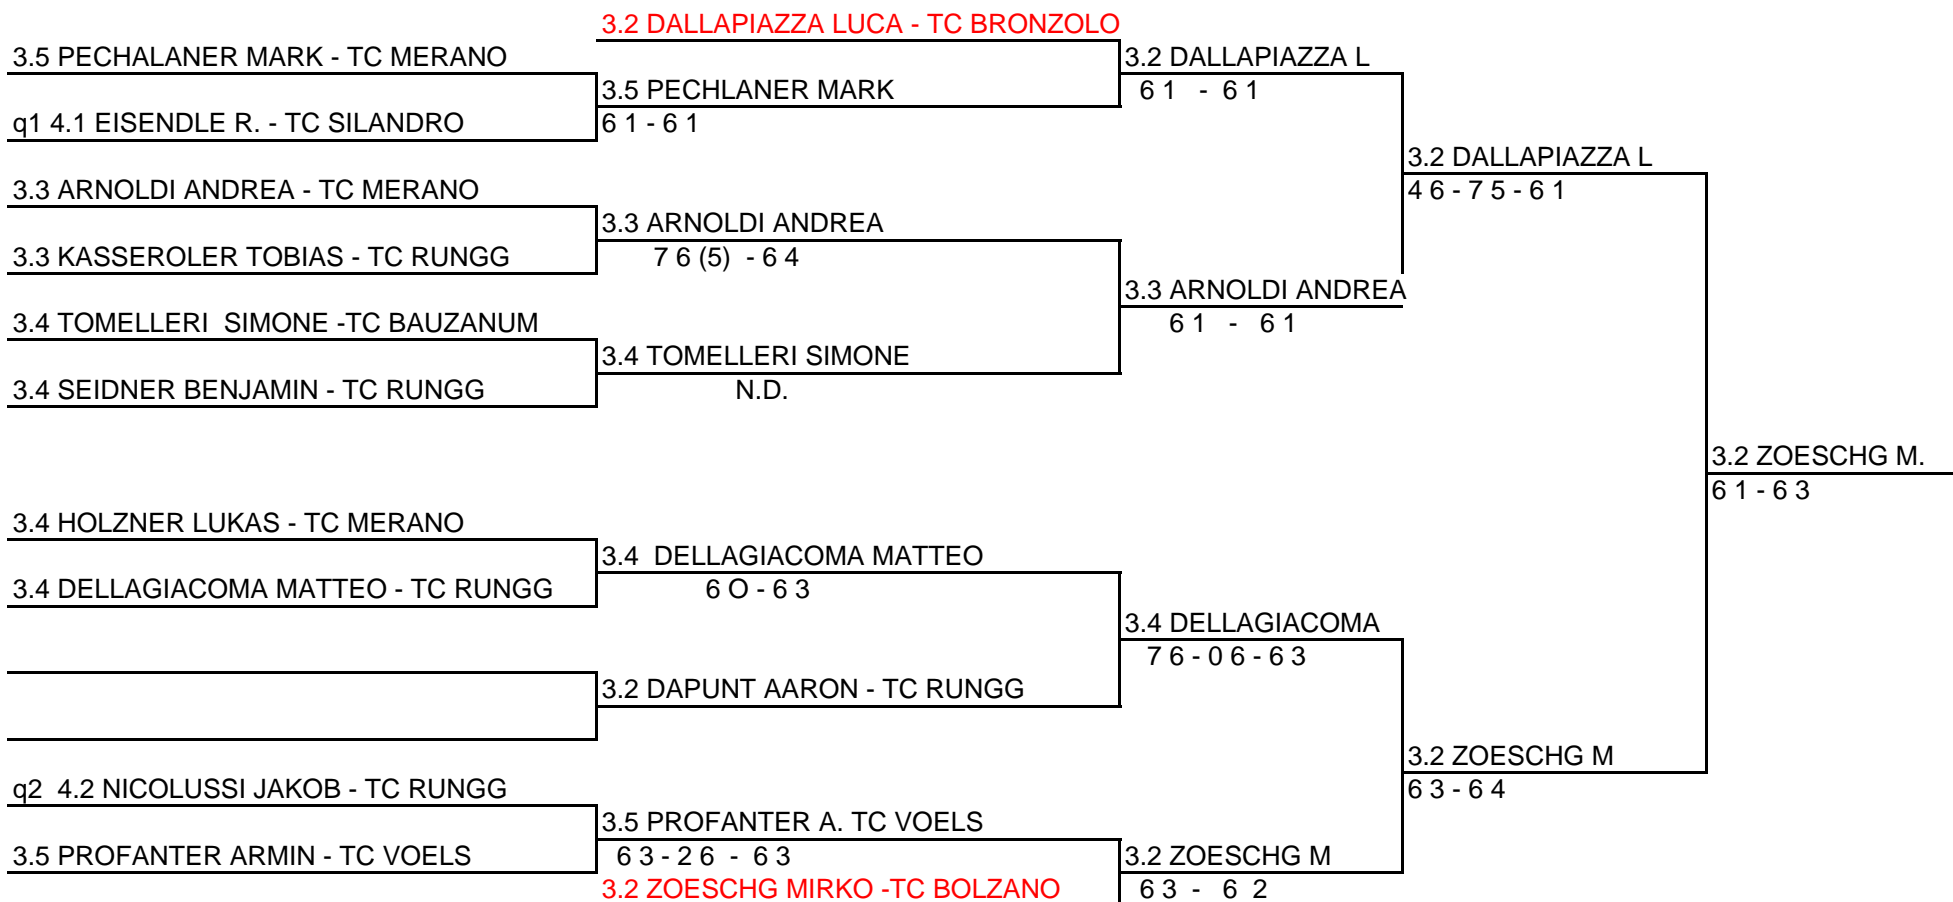 3.2 DALLAPIAZZA LUCA - TC BRONZOLO
3.5 PECHALANER MARK - TC MERANO
3.2 DALLAPIAZZA L
3.5 PECHLANER MARK
6 1 - 6 1
q1 4.1 EISENDLE R. - TC SILANDRO
6 1 - 6 1
3.2 DALLAPIAZZA L
3.3 ARNOLDI ANDREA - TC MERANO
4 6 - 7 5 - 6 1
3.3 ARNOLDI ANDREA
3.3 KASSEROLER TOBIAS - TC RUNGG
7 6 (5) - 6 4
3.3 ARNOLDI ANDREA
3.4 TOMELLERI SIMONE -TC BAUZANUM
6 1 - 6 1
3.4 TOMELLERI SIMONE
3.4 SEIDNER BENJAMIN - TC RUNGG
N.D.
3.2 ZOESCHG M.
6 1 - 6 3
3.4 HOLZNER LUKAS - TC MERANO
3.4 DELLAGIACOMA MATTEO
3.4 DELLAGIACOMA MATTEO - TC RUNGG
6 O - 6 3
3.4 DELLAGIACOMA
7 6 - 0 6 - 6 3
3.2 DAPUNT AARON - TC RUNGG
3.2 ZOESCHG M
q2 4.2 NICOLUSSI JAKOB - TC RUNGG
6 3 - 6 4
3.5 PROFANTER A. TC VOELS
3.5 PROFANTER ARMIN - TC VOELS
6 3 - 2 6 - 6 3
3.2 ZOESCHG M
3.2 ZOESCHG MIRKO -TC BOLZANO
6 3 - 6 2